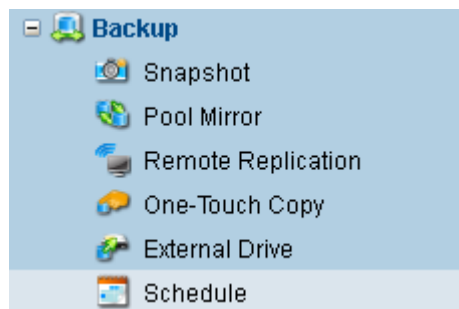 Backup
Snapshot
Pool Mirror
Remote Replication
One-Touch Copy
External Drive
Schedule